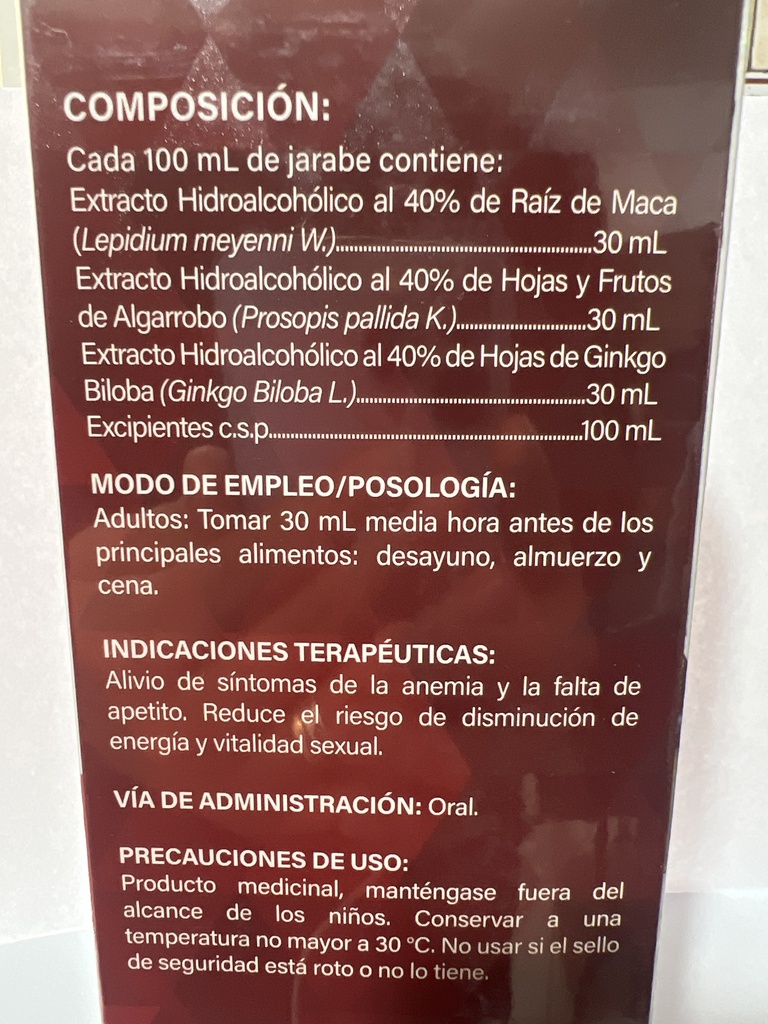 COMPOSICIÓN:
Cada 100 mL de jarabe contiene:
Extracto Hidroalcohólico al 40% de Raíz de Maca
(Lepidium meyenni W.)..........................................................30 mL
Extracto Hidroalcohólico al 40% de Hojas y Frutos
de Algarrobo (Prosopis pallida K.).............................30 mL
Extracto Hidroalcohólico al 40% de Hojas de Ginkgo
Biloba (Ginkgo Biloba L.)....................................................30 mL
Excipientes c.s.p.......................................................................100 mL
MODO DE EMPLEO/POSOLOGÍA:
Adultos: Tomar 30 mL media hora antes de los
principales alimentos: desayuno, almuerzo y
cena.
INDICACIONES TERAPÉUTICAS:
Alivio de síntomas de la anemia y la falta de
apetito. Reduce el riesgo de disminución de
energía y vitalidad sexual.
VÍA DE ADMINISTRACIÓN: Oral.
PRECAUCIONES DE USO:
Producto medicinal, manténgase fuera del
alcance de los niños. Conservar a una
temperatura no mayor a 30 °C. No usar si el sello
de seguridad está roto o no lo tiene.